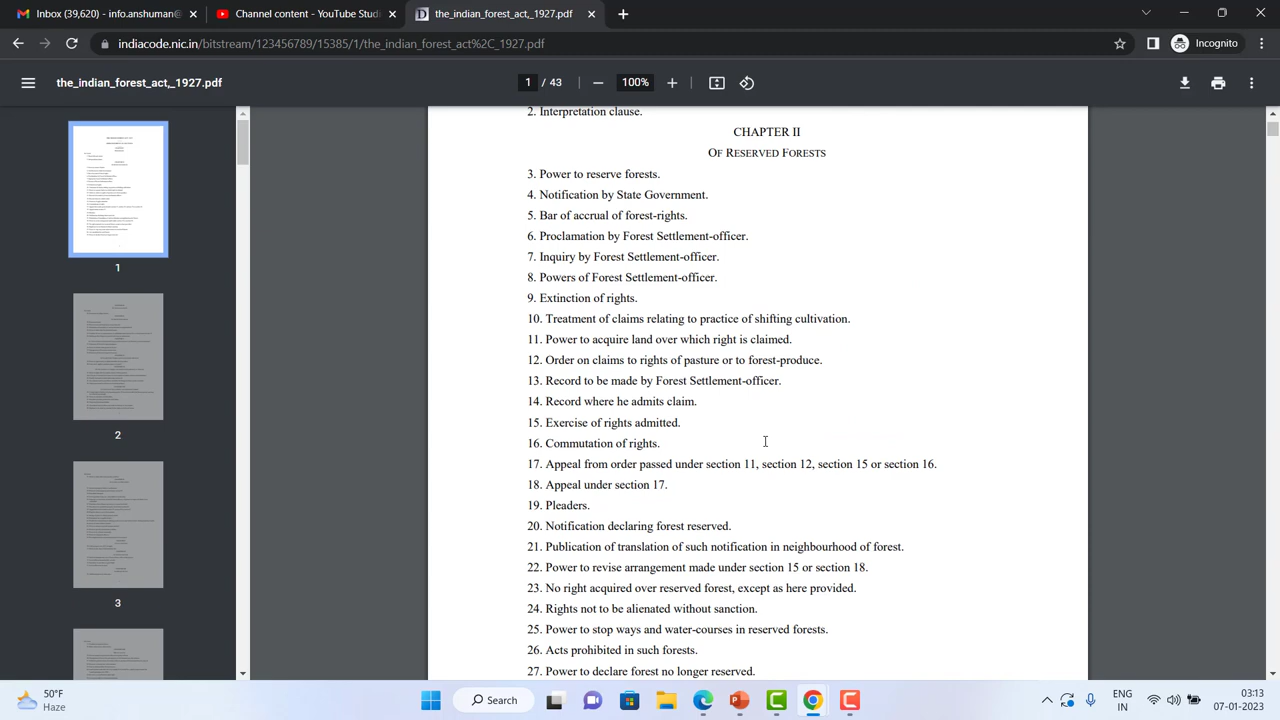 Inbox (39,620) - info.anshuman@
Channel content - YouTube Studi
the_indian_forest_act,_1927.pdf
indiacode.nic.in/bitstream/123456789/15385/1/the_indian_forest_act%2C_1927.pdf
Incognito
the_indian_forest_act,_1927.pdf
1 / 43
100%
2. Interpretation clause.
CHAPTER II
OF RESERVED FORESTS
3. Power to reserve forests.
4. Notification by State Government.
5. Bar of accrual of forest-rights.
6. Proclamation by Forest Settlement-officer.
7. Inquiry by Forest Settlement-officer.
8. Powers of Forest Settlement-officer.
9. Extinction of rights.
10. Treatment of claims relating to practice of shifting cultivation.
11. Power to acquire land over which right is claimed.
12. Order on claims to rights of pasture or to forest-produce.
13. Record to be made by Forest Settlement-officer.
14. Record where he admits claim.
15. Exercise of rights admitted.
16. Commutation of rights.
17. Appeal from order passed under section 11, section 12, section 15 or section 16.
18. Appeal under section 17.
19. Pleaders.
20. Notification declaring forest reserved.
21. Publication of translation of such notification in neighbourhood of forest.
22. Power to revise arrangement made under section 15 or section 18.
23. No right acquired over reserved forest, except as here provided.
24. Rights not to be alienated without sanction.
25. Power to stop ways and water-courses in reserved forests.
26. Acts prohibited in such forests.
27. Power to declare forest no longer reserved.
1
2
3
50°F
Haze
Search
ENG
IN
03:13
07-01-2023